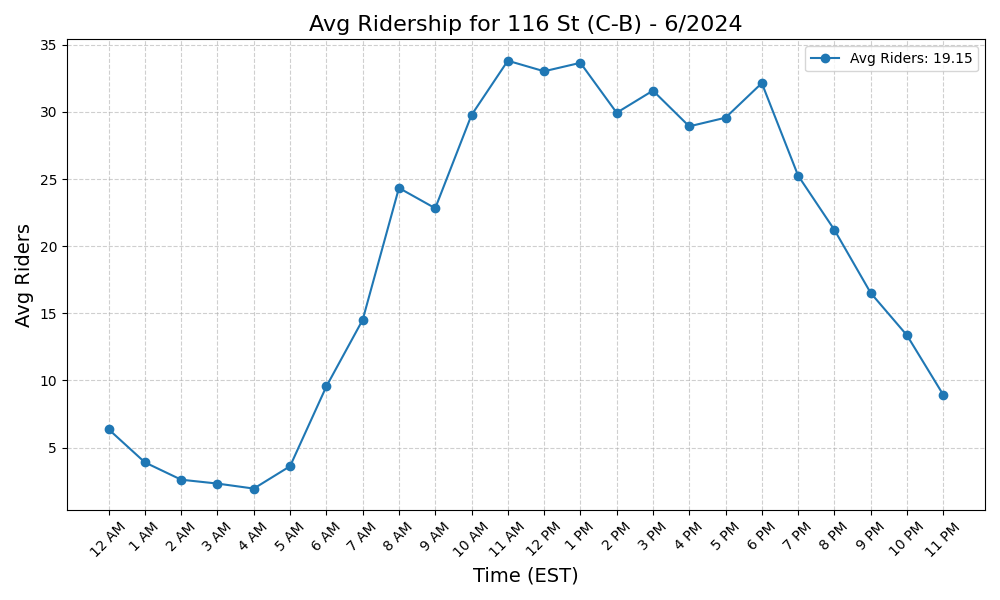 Avg Ridership for 116 St (C-B) - 6/2024
Avg Riders: 19.15
Avg Riders
35
30
25
20
15
10
5
12 AM
1 AM
2 AM
3 AM
4 AM
5 AM
6 AM
7 AM
8 AM
9 AM
10 AM
11 AM
12 PM
1 PM
2 PM
3 PM
4 PM
5 PM
6 PM
7 PM
8 PM
9 PM
10 PM
11 PM
Time (EST)